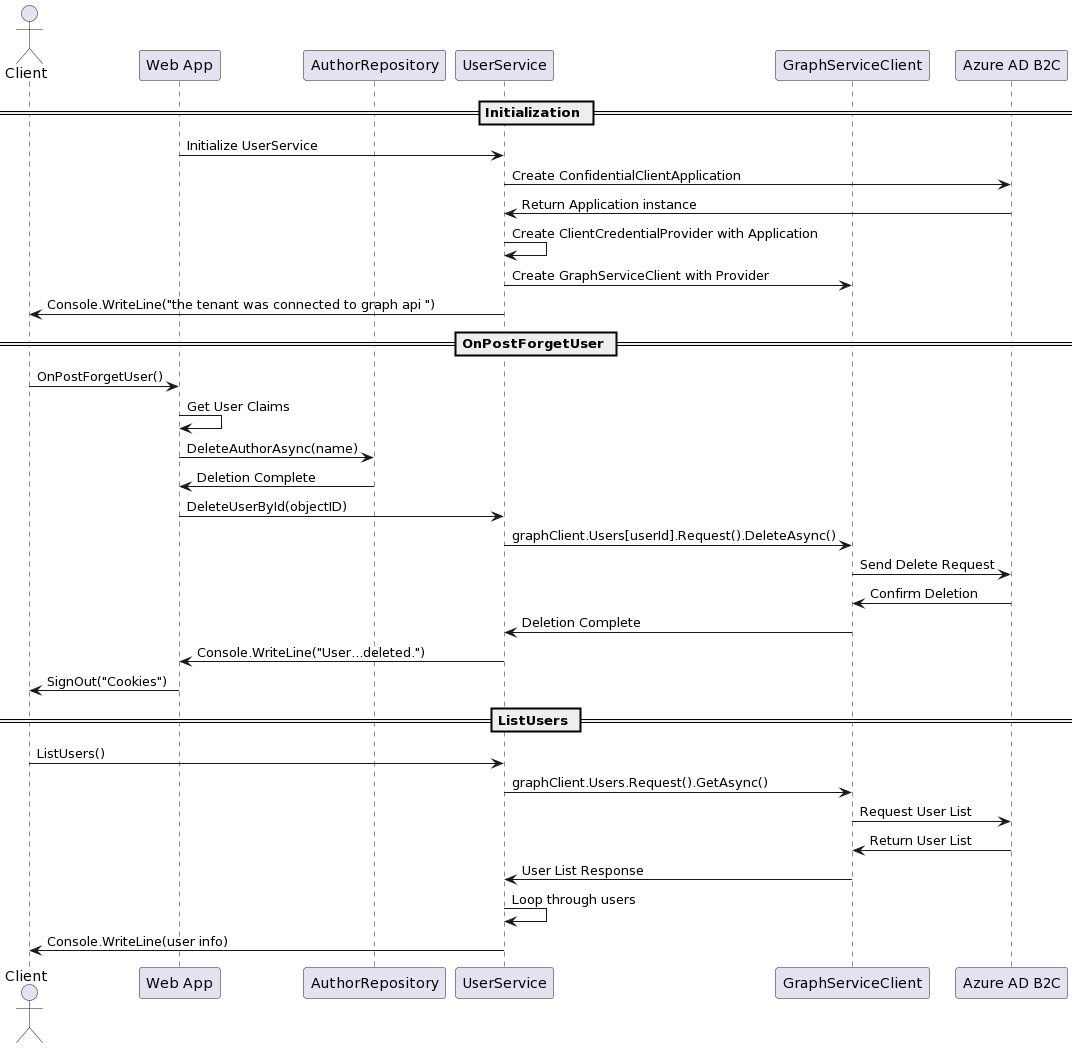 Client
Web App
AuthorRepository
UserService
GraphServiceClient
Azure AD B2C
Initialization
Initialize UserService
Create ConfidentialClientApplication
Return Application instance
Create ClientCredentialProvider with Application
Create GraphServiceClient with Provider
Console.WriteLine("the tenant was connected to graph api ")
OnPostForgetUser
OnPostForgetUser()
Get User Claims
DeleteAuthorAsync(name)
Deletion Complete
DeleteUserById(objectID)
graphClient.Users[userId].Request().DeleteAsync()
Send Delete Request
Confirm Deletion
Deletion Complete
Console.WriteLine("User...deleted.")
SignOut("Cookies")
ListUsers
ListUsers()
graphClient.Users.Request().GetAsync()
Request User List
Return User List
User List Response
Loop through users
Console.WriteLine(user info)
Client
Web App
AuthorRepository
UserService
GraphServiceClient
Azure AD B2C